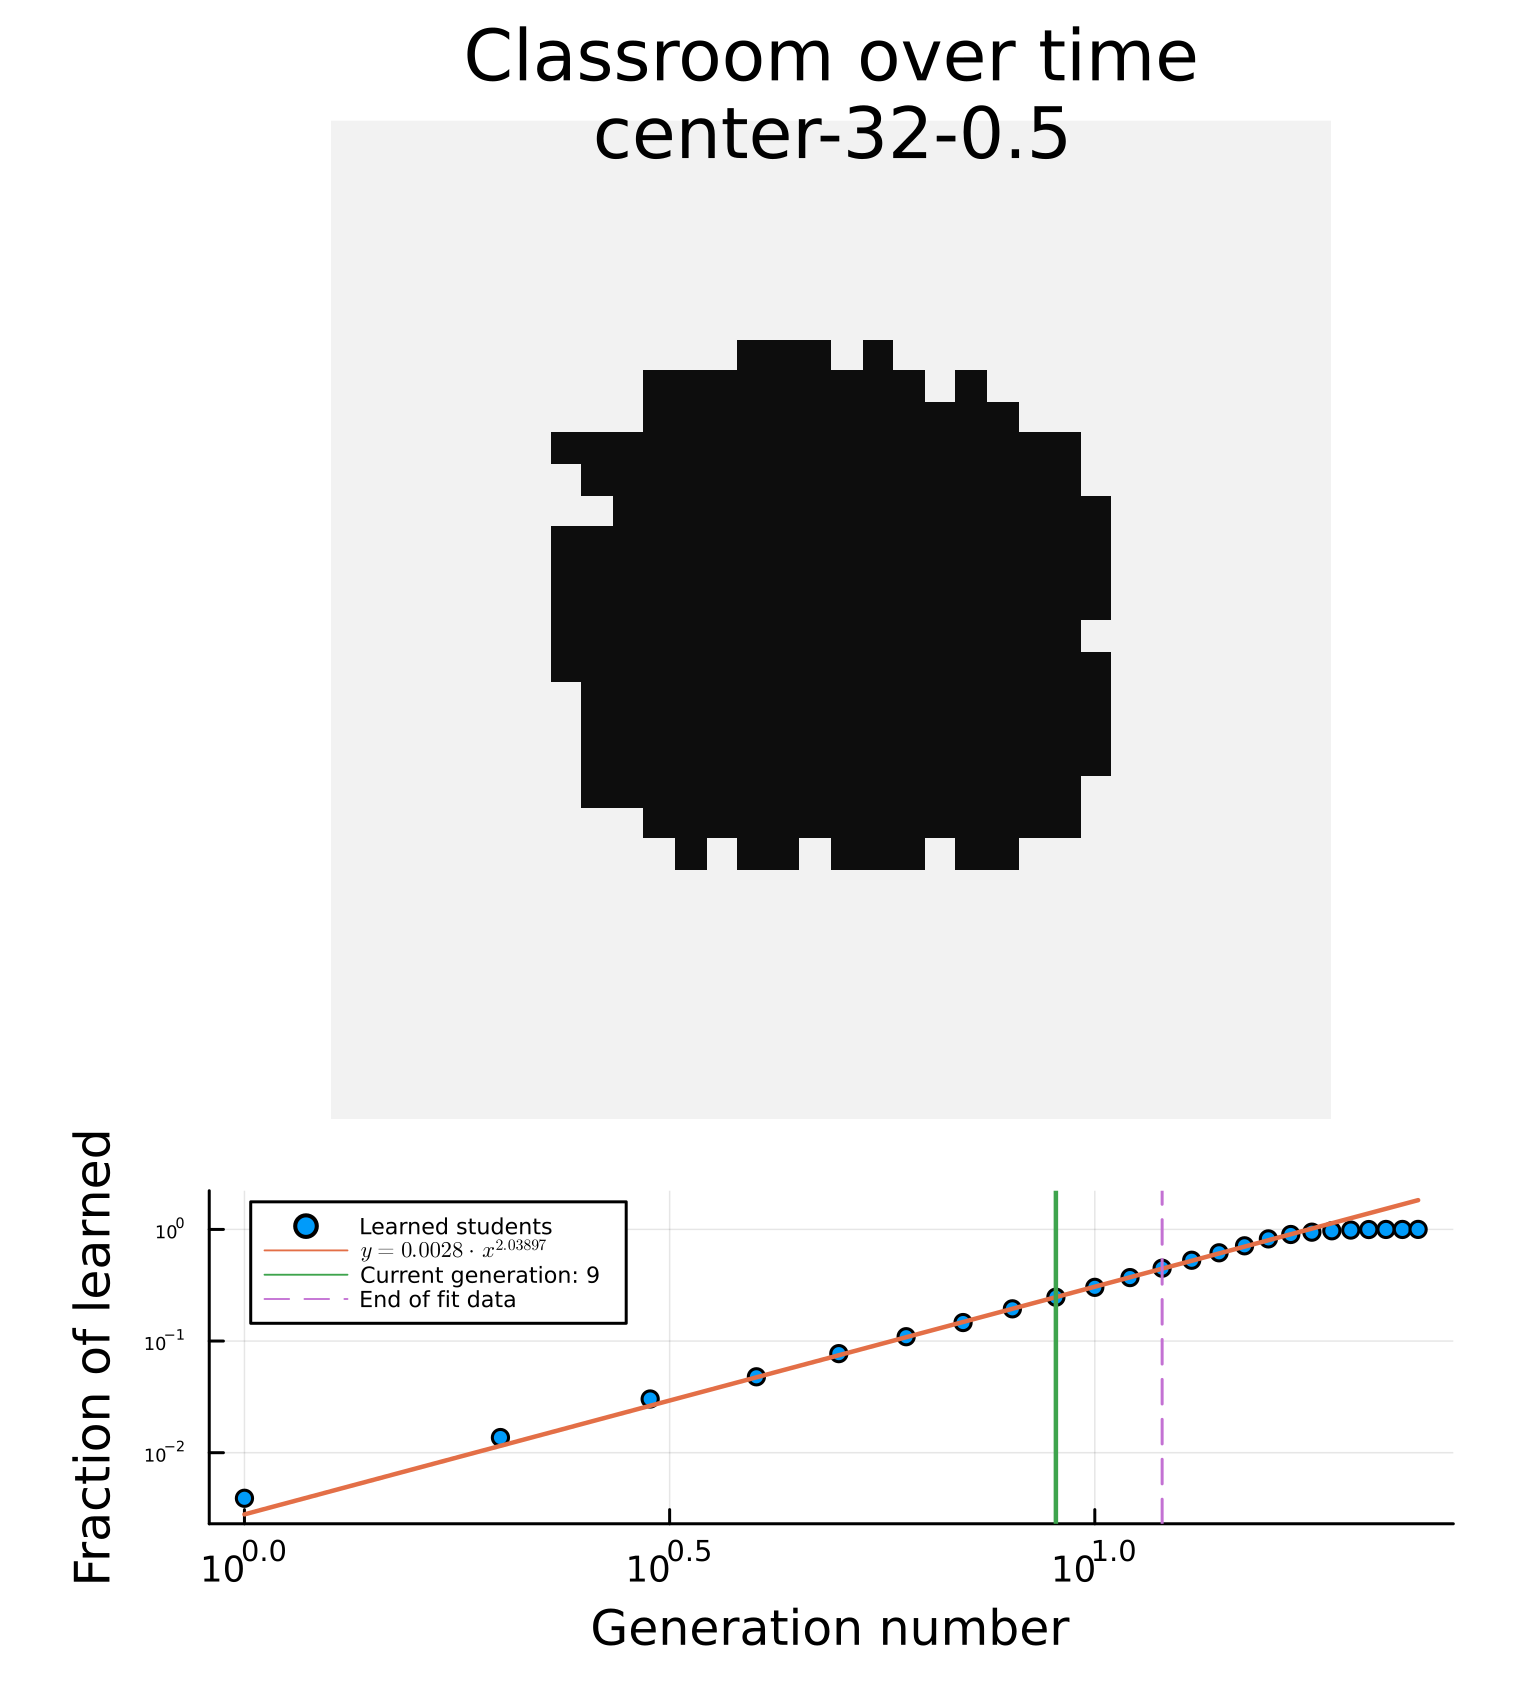 Classroom over time
center-32-0.5
Fraction of learned
10⁰
10⁻¹
10⁻²
Learned students
y = 0.0028 · x^2.03897
Current generation: 9
End of fit data
10^0.0 10^0.5 10^1.0
Generation number